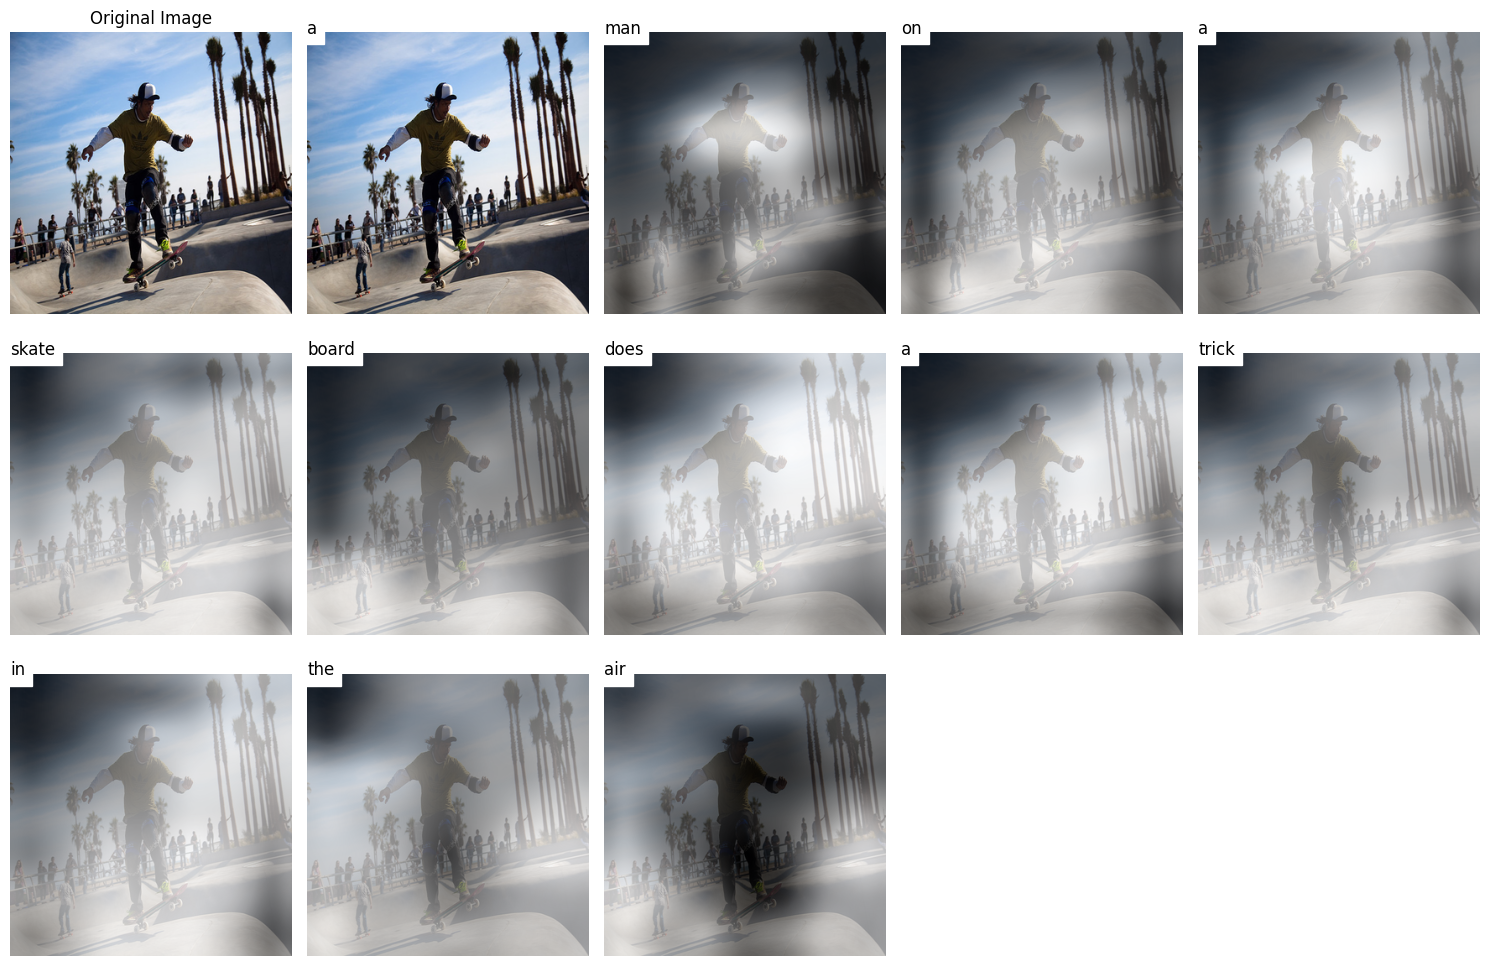 Original Image
a
man
on
a
skate
board
does
a
trick
in
the
air